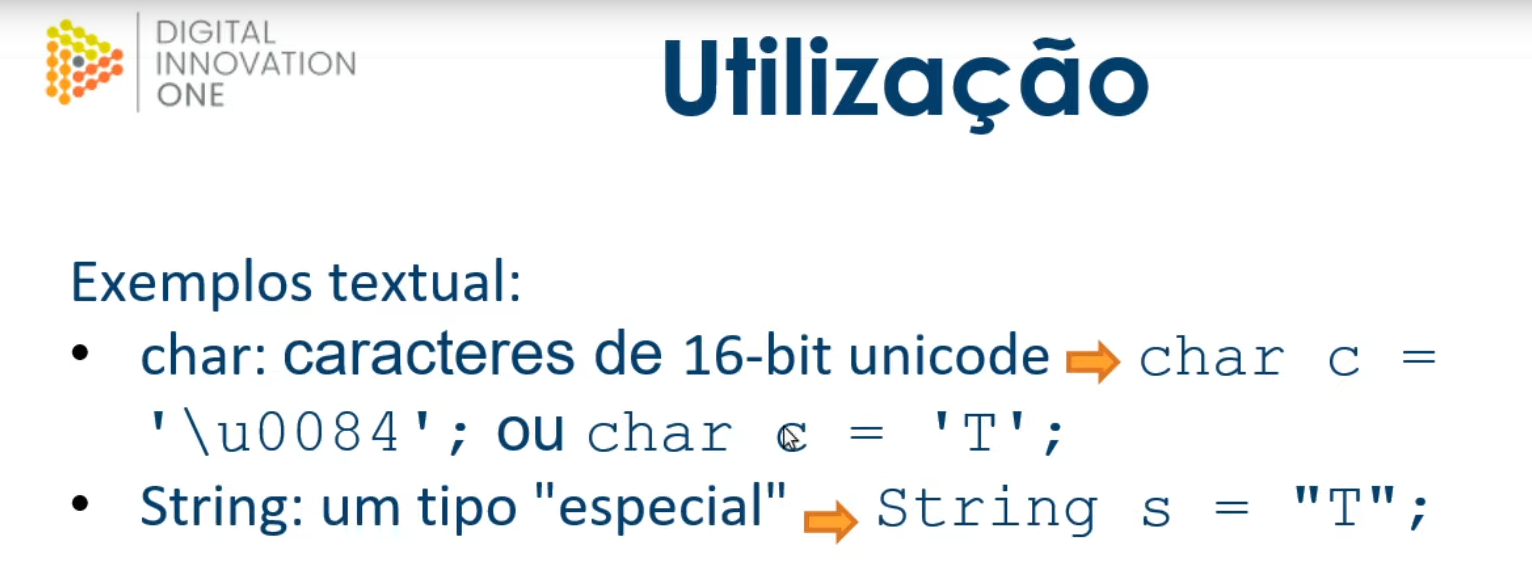 DIGITAL
INNOVATION
ONE
Utilização
Exemplos textual:
• char: caracteres de 16-bit unicode ➡ char c =
'\u0084'; ou char c = 'T';
• String: um tipo "especial" ➡ String s = "T";